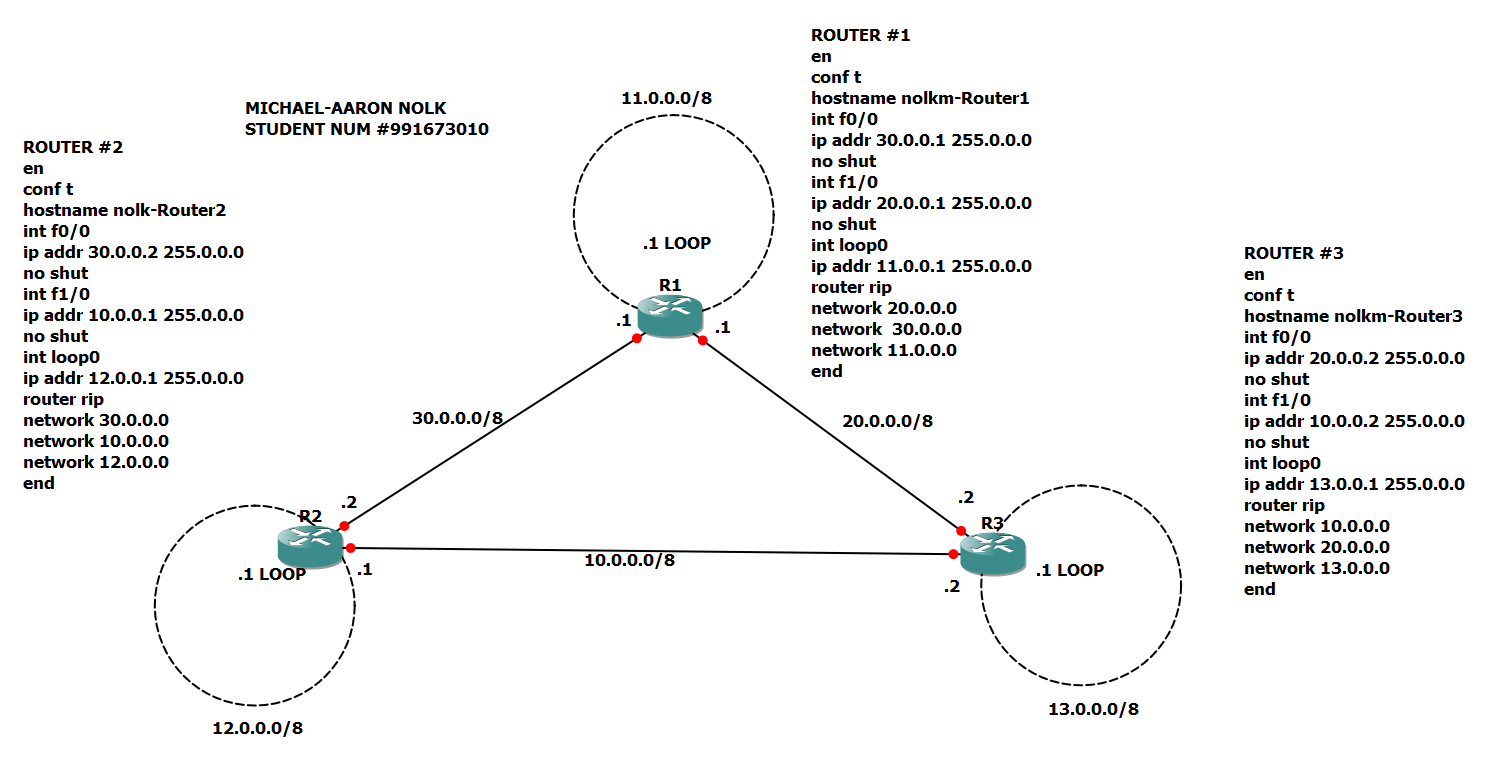 MICHAEL-AARON NOLK
STUDENT NUM #991673010
ROUTER #2
en
conf t
hostname nolk-Router2
int f0/0
ip addr 30.0.0.2 255.0.0.0
no shut
int f1/0
ip addr 10.0.0.1 255.0.0.0
no shut
int loop0
ip addr 12.0.0.1 255.0.0.0
router rip
network 30.0.0.0
network 10.0.0.0
network 12.0.0.0
end
11.0.0.0/8
.1 LOOP
R1
.1
.1
ROUTER #1
en
conf t
hostname nolkm-Router1
int f0/0
ip addr 30.0.0.1 255.0.0.0
no shut
int f1/0
ip addr 20.0.0.1 255.0.0.0
no shut
int loop0
ip addr 11.0.0.1 255.0.0.0
router rip
network 20.0.0.0
network  30.0.0.0
network 11.0.0.0
end
ROUTER #3
en
conf t
hostname nolkm-Router3
int f0/0
ip addr 20.0.0.2 255.0.0.0
no shut
int f1/0
ip addr 10.0.0.2 255.0.0.0
no shut
int loop0
ip addr 13.0.0.1 255.0.0.0
router rip
network 10.0.0.0
network 20.0.0.0
network 13.0.0.0
end
30.0.0.0/8
20.0.0.0/8
.2
R2
.1 LOOP
.1
10.0.0.0/8
.2
R3
.1 LOOP
.2
12.0.0.0/8
13.0.0.0/8